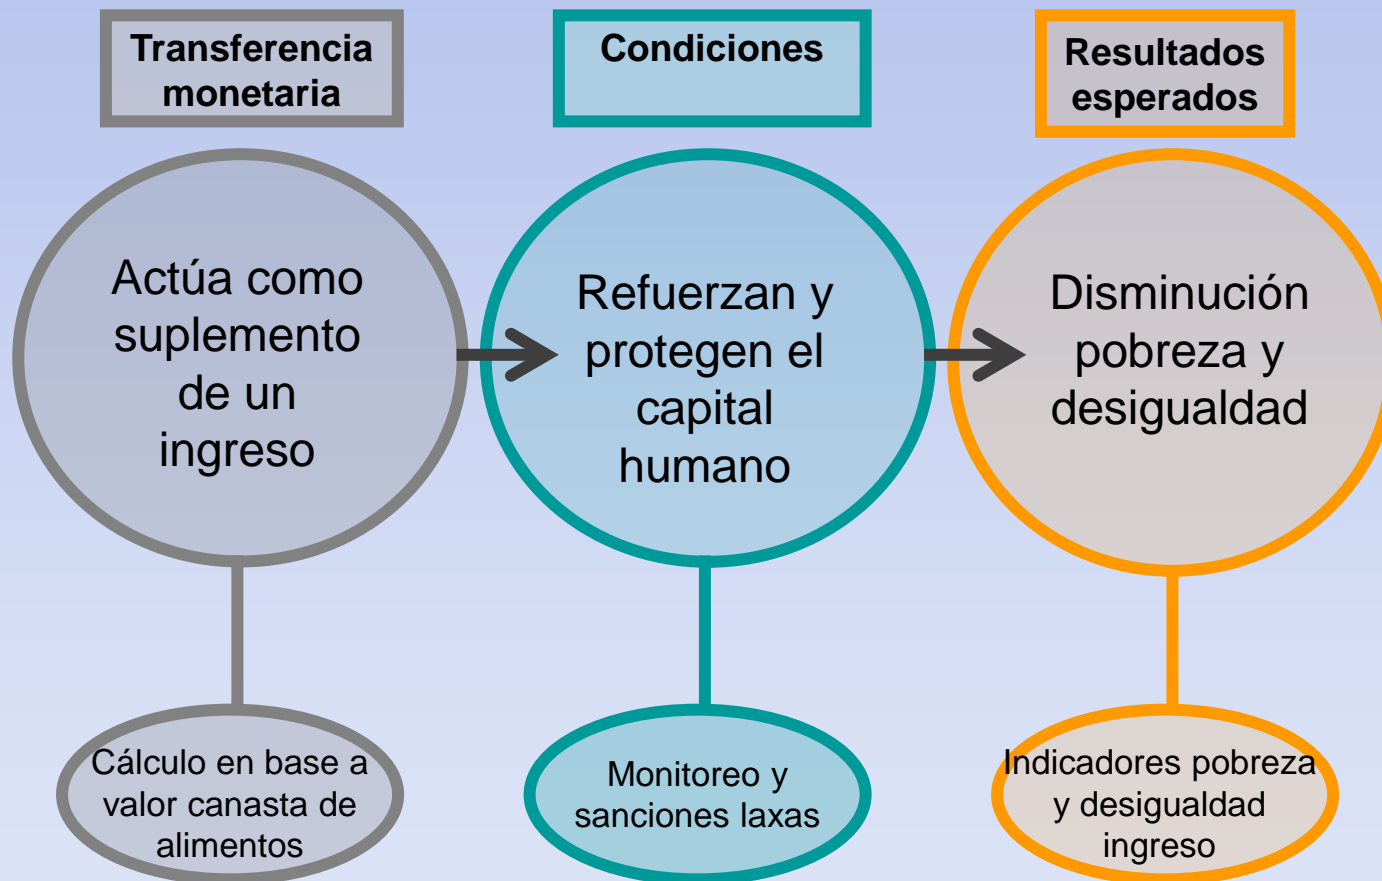 Transferencia
monetaria
Condiciones
Resultados
esperados
Actúa como
suplemento
de un
ingreso
Refuerzan y
protegen el
capital
humano
Disminución
pobreza y
desigualdad
Cálculo en base a
valor canasta de
alimentos
Monitoreo y
sanciones laxas
Indicadores pobreza
y desigualdad
ingreso